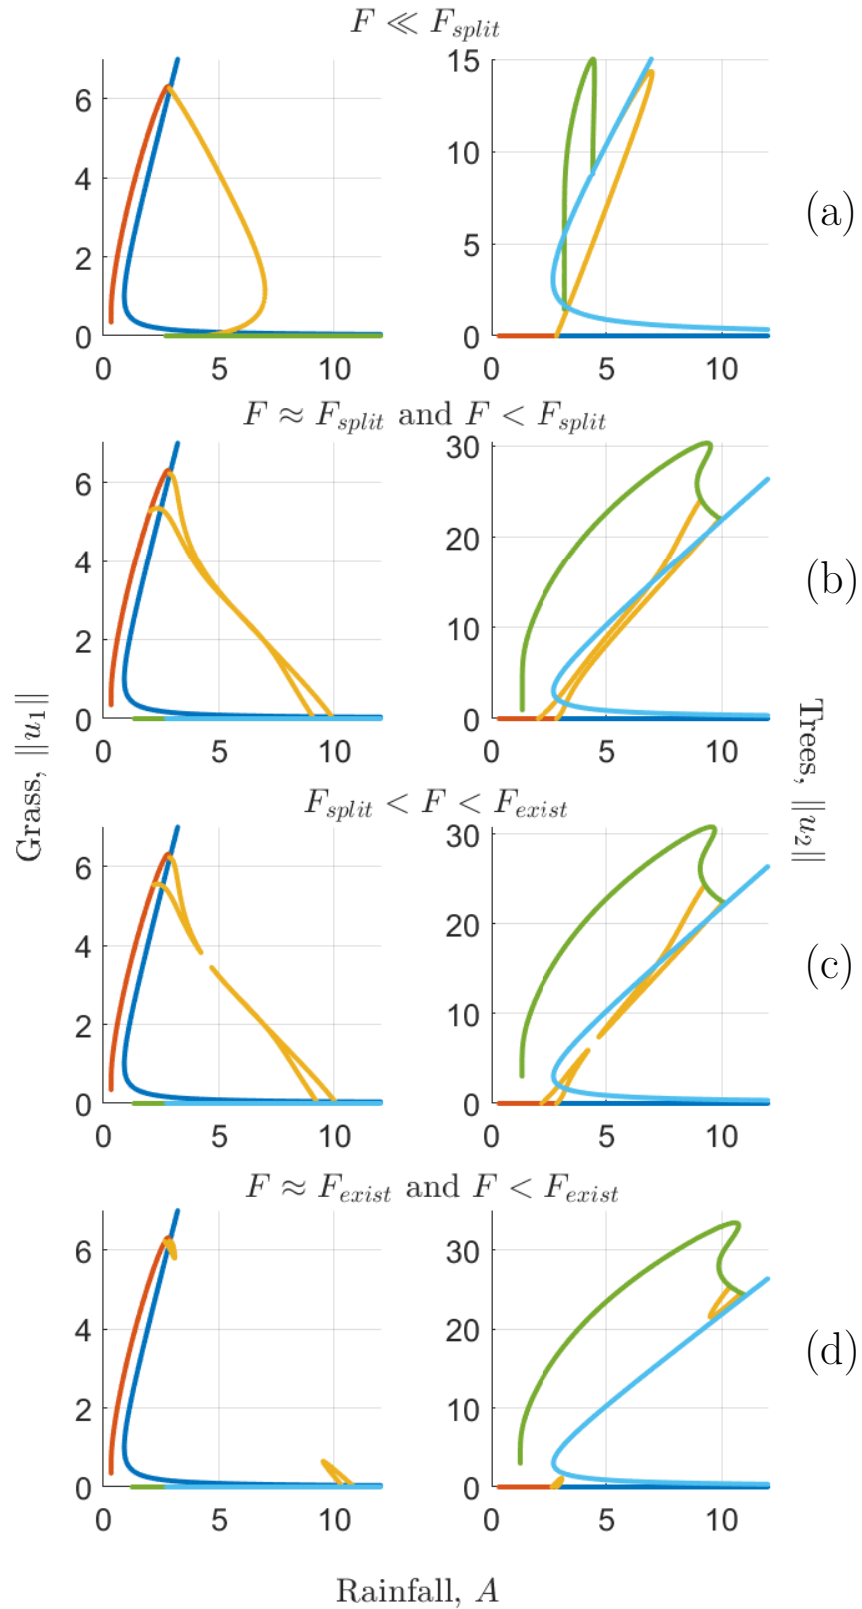 F ≪ F_split
6
4
2
0
0 5 10
15
10
5
0
0 5 10
(a)
F ≈ F_split and F < F_split
6
4
2
0
0 5 10
30
20
10
0
0 5 10
(b)
Grass, ‖u₁‖
Trees, ‖u₂‖
F_split < F < F_exist
6
4
2
0
0 5 10
30
20
10
0
0 5 10
(c)
F ≈ F_exist and F < F_exist
6
4
2
0
0 5 10
30
20
10
0
0 5 10
(d)
Rainfall, A